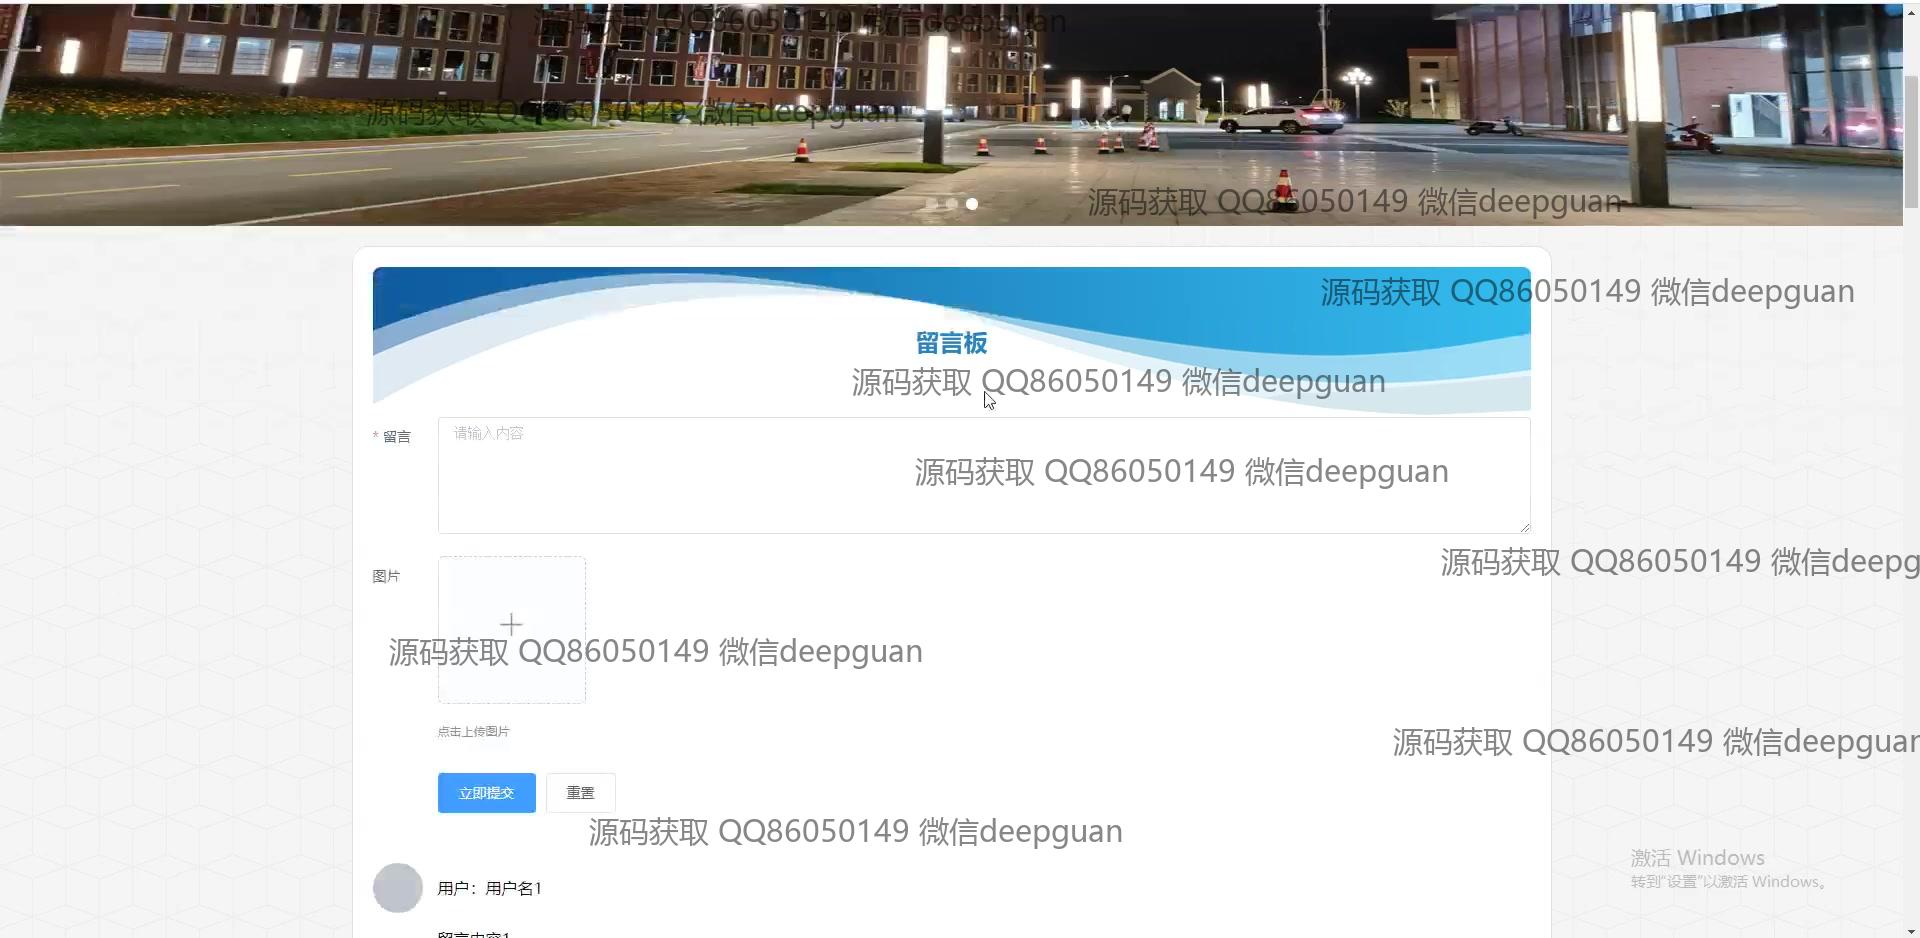 源码获取 QQ86050149 微信deepguan
源码获取 QQ86050149 微信deepguan
源码获取 QQ86050149 微信deepguan
源码获取 QQ86050149 微信deepguan
留言板
源码获取 QQ86050149 微信deepguan
* 留言
请输入内容
源码获取 QQ86050149 微信deepguan
源码获取 QQ86050149 微信deepg
图片
源码获取 QQ86050149 微信deepguan
点击上传图片
源码获取 QQ86050149 微信deepguan
立即提交
重置
源码获取 QQ86050149 微信deepguan
激活 Windows
转到"设置"以激活 Windows。
用户：用户名1
留言内容1